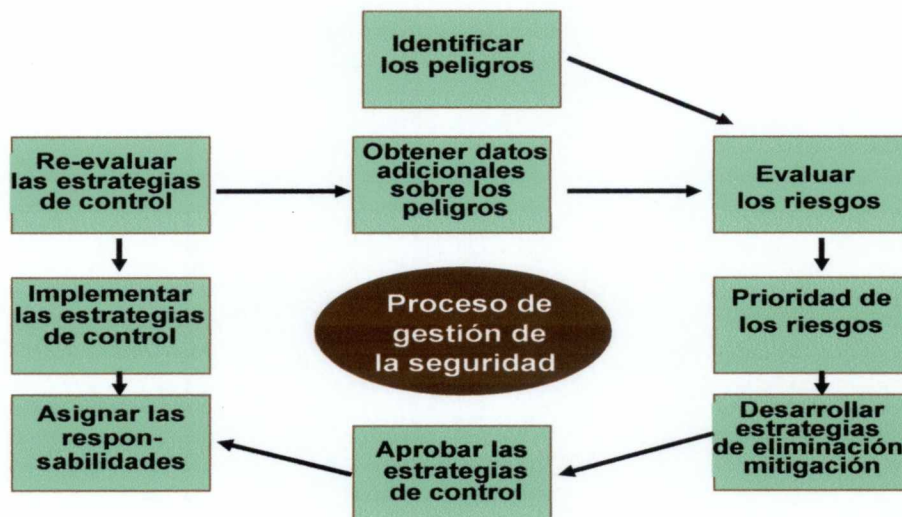 Identificar
los peligros
Re-evaluar
las estrategias
de control
Obtener datos
adicionales
sobre los
peligros
Evaluar
los riesgos
Implementar
las estrategias
de control
Proceso de
gestión de
la seguridad
Prioridad de
los riesgos
Asignar las
respon-
sabilidades
Aprobar las
estrategias
de control
Desarrollar
estrategias
de eliminación
mitigación